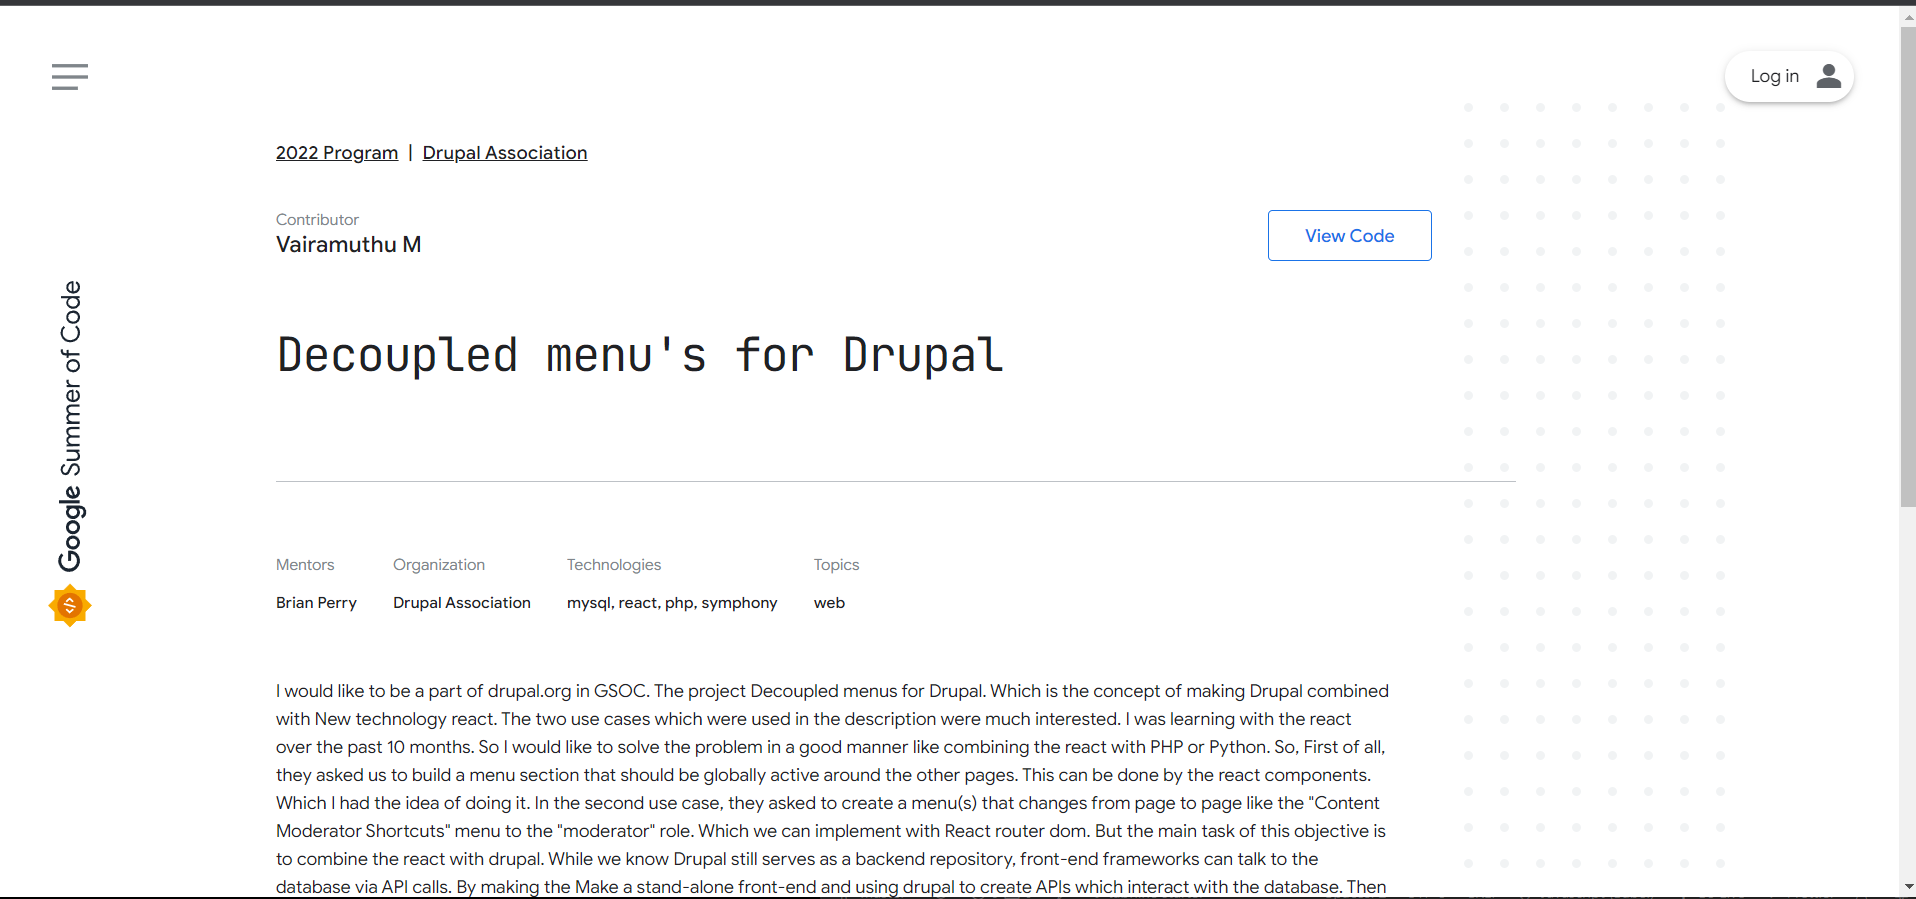 Log in
2022 Program | Drupal Association
Contributor
Vairamuthu M
View Code
Google Summer of Code
Decoupled menu's for Drupal
Mentors
Organization
Technologies
Topics
Brian Perry
Drupal Association
mysql, react, php, symphony
web
I would like to be a part of drupal.org in GSOC. The project Decoupled menus for Drupal. Which is the concept of making Drupal combined
with New technology react. The two use cases which were used in the description were much interested. I was learning with the react
over the past 10 months. So I would like to solve the problem in a good manner like combining the react with PHP or Python. So, First of all,
they asked us to build a menu section that should be globally active around the other pages. This can be done by the react components.
Which I had the idea of doing it. In the second use case, they asked to create a menu(s) that changes from page to page like the "Content
Moderator Shortcuts" menu to the "moderator" role. Which we can implement with React router dom. But the main task of this objective is
to combine the react with drupal. While we know Drupal still serves as a backend repository, front-end frameworks can talk to the
database via API calls. By making the Make a stand-alone front-end and using drupal to create APIs which interact with the database. Then